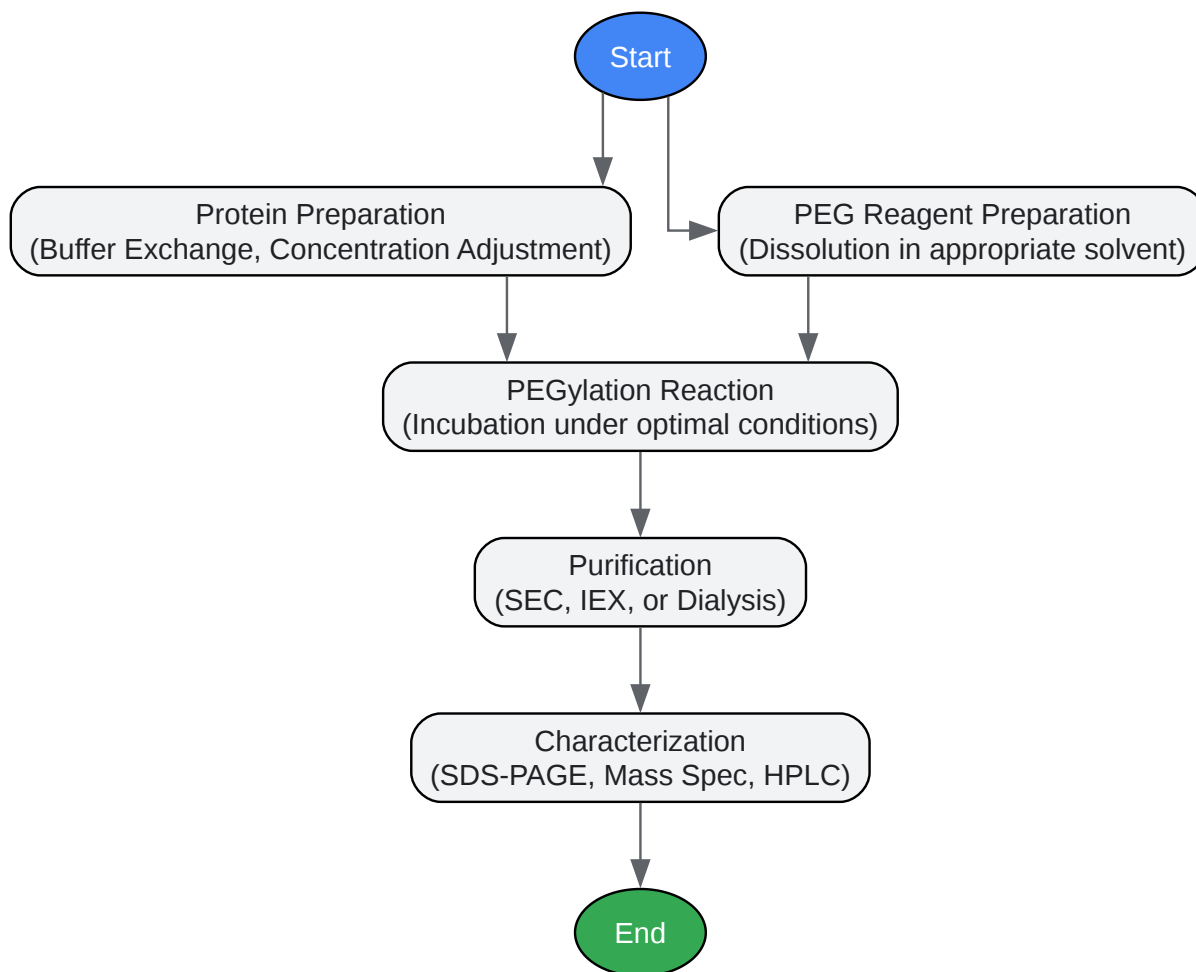 Start
Protein Preparation
(Buffer Exchange, Concentration Adjustment)
PEG Reagent Preparation
(Dissolution in appropriate solvent)
PEGylation Reaction
(Incubation under optimal conditions)
Purification
(SEC, IEX, or Dialysis)
Characterization
(SDS-PAGE, Mass Spec, HPLC)
End